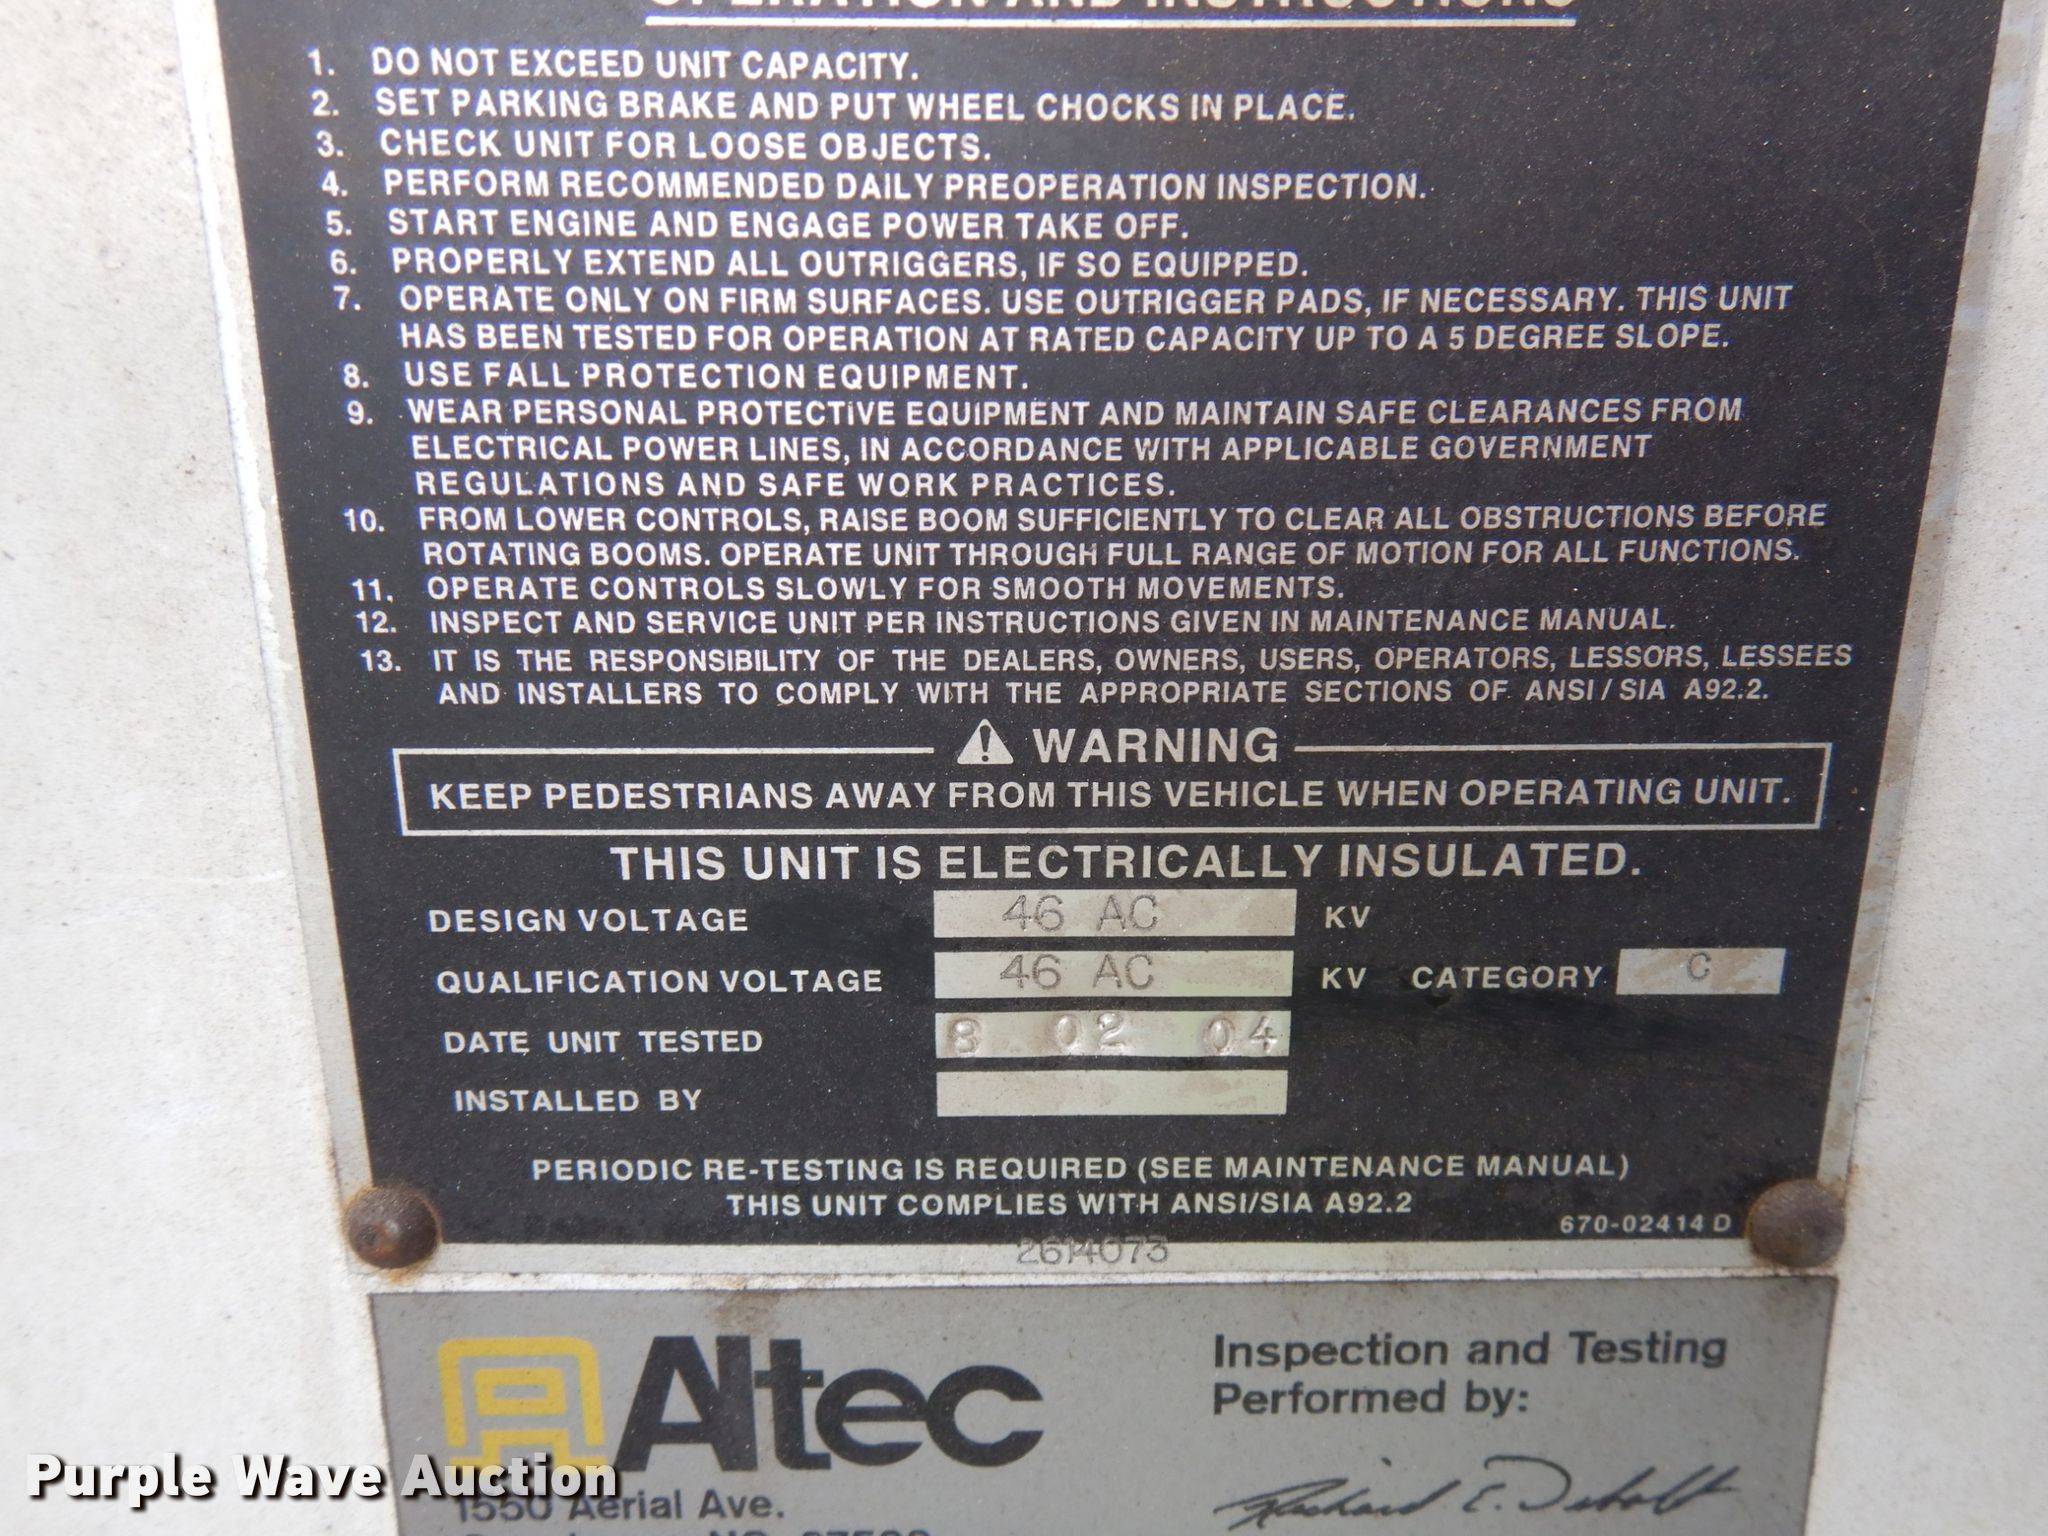 OPERATION AND INSTRUCTIONS
1. DO NOT EXCEED UNIT CAPACITY.
2. SET PARKING BRAKE AND PUT WHEEL CHOCKS IN PLACE.
3. CHECK UNIT FOR LOOSE OBJECTS.
4. PERFORM RECOMMENDED DAILY PREOPERATION INSPECTION.
5. START ENGINE AND ENGAGE POWER TAKE OFF.
6. PROPERLY EXTEND ALL OUTRIGGERS, IF SO EQUIPPED.
7. OPERATE ONLY ON FIRM SURFACES. USE OUTRIGGER PADS, IF NECESSARY. THIS UNIT
HAS BEEN TESTED FOR OPERATION AT RATED CAPACITY UP TO A 5 DEGREE SLOPE.
8. USE FALL PROTECTION EQUIPMENT.
9. WEAR PERSONAL PROTECTIVE EQUIPMENT AND MAINTAIN SAFE CLEARANCES FROM
ELECTRICAL POWER LINES, IN ACCORDANCE WITH APPLICABLE GOVERNMENT
REGULATIONS AND SAFE WORK PRACTICES.
10. FROM LOWER CONTROLS, RAISE BOOM SUFFICIENTLY TO CLEAR ALL OBSTRUCTIONS BEFORE
ROTATING BOOMS. OPERATE UNIT THROUGH FULL RANGE OF MOTION FOR ALL FUNCTIONS.
11. OPERATE CONTROLS SLOWLY FOR SMOOTH MOVEMENTS.
12. INSPECT AND SERVICE UNIT PER INSTRUCTIONS GIVEN IN MAINTENANCE MANUAL.
13. IT IS THE RESPONSIBILITY OF THE DEALERS, OWNERS, USERS, OPERATORS, LESSORS, LESSEES
AND INSTALLERS TO COMPLY WITH THE APPROPRIATE SECTIONS OF ANSI/SIA A92.2.
WARNING
KEEP PEDESTRIANS AWAY FROM THIS VEHICLE WHEN OPERATING UNIT.
THIS UNIT IS ELECTRICALLY INSULATED.
DESIGN VOLTAGE 46 AC KV
QUALIFICATION VOLTAGE 46 AC KV CATEGORY C
DATE UNIT TESTED 8 02 04
INSTALLED BY
PERIODIC RE-TESTING IS REQUIRED (SEE MAINTENANCE MANUAL)
THIS UNIT COMPLIES WITH ANSI/SIA A92.2
670-02414 D
2614073
Altec
Inspection and Testing
Performed by:
Richard E.
1550 Aerial Ave.
Purple Wave Auction